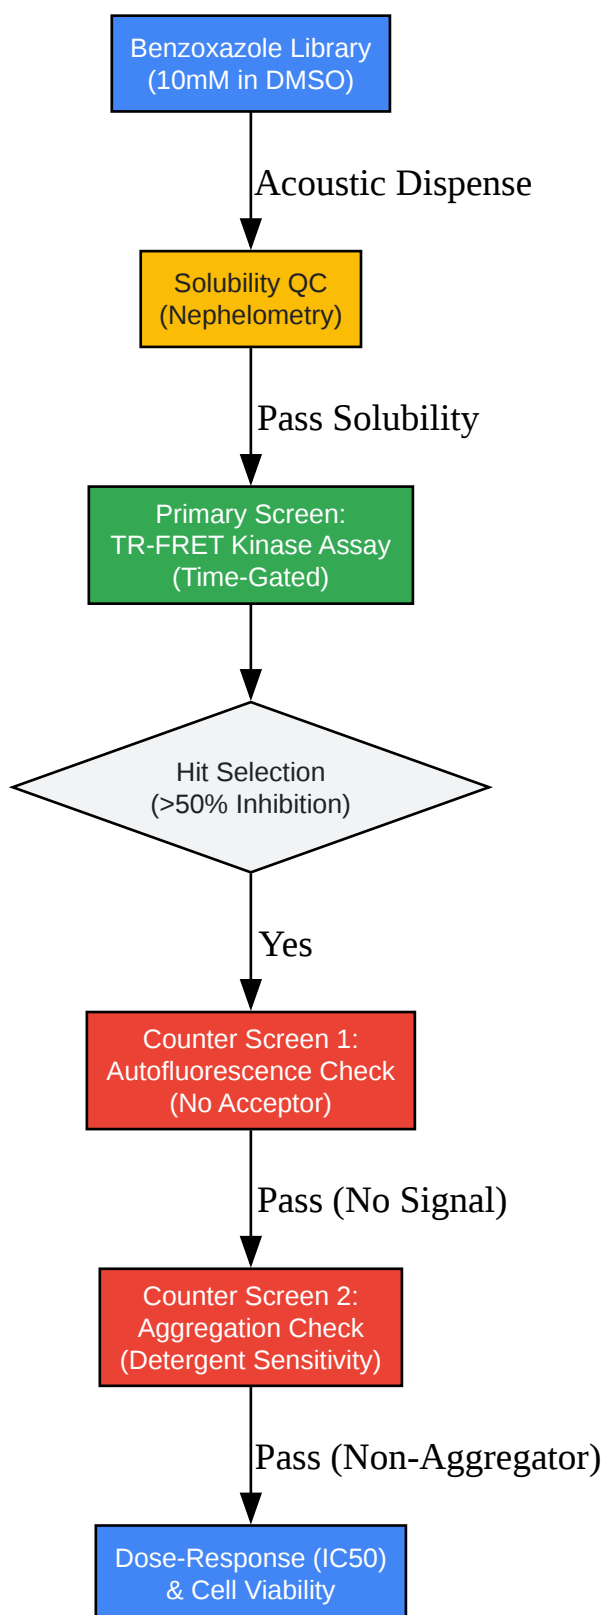 Benzoxazole Library
(10mM in DMSO)
Acoustic Dispense
Solubility QC
(Nephelometry)
Pass Solubility
Primary Screen:
TR-FRET Kinase Assay
(Time-Gated)
Hit Selection
(>50% Inhibition)
Yes
Counter Screen 1:
Autofluorescence Check
(No Acceptor)
Pass (No Signal)
Counter Screen 2:
Aggregation Check
(Detergent Sensitivity)
Pass (Non-Aggregator)
Dose-Response (IC50)
& Cell Viability